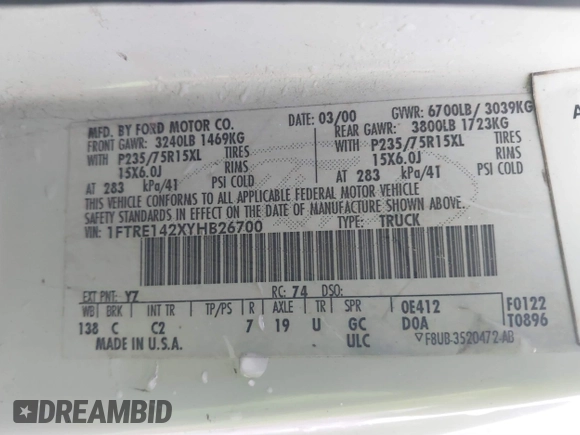 MFD. BY FORD MOTOR CO.
DATE: 03/00
GVWR: 6700LB/ 3039KG
FRONT GAWR: 3240LB 1469KG
REAR GAWR: 3800LB 1723KG
WITH P235/75R15XL TIRES
WITH P235/75R15XL TIRES
15X6.0J RIMS
15X6.0J RIMS
AT 283 kPa/41 PSI COLD
AT 283 kPa/41 PSI COLD
THIS VEHICLE CONFORMS TO ALL APPLICABLE FEDERAL MOTOR VEHICLE
SAFETY STANDARDS IN EFFECT ON THE DATE OF MANUFACTURE SHOWN ABOVE.
VIN: 1FTRE142XYHB26700
TYPE: TRUCK
EXT PNT: YZ RC: 74 DSO:
WB BRK INT TR TP/PS R AXLE TR SPR OE412 F0122
138 C C2 7 19 U GC DOA T0896
MADE IN U.S.A. ULC F8UB-3S20472-AB
A
DREAMBID